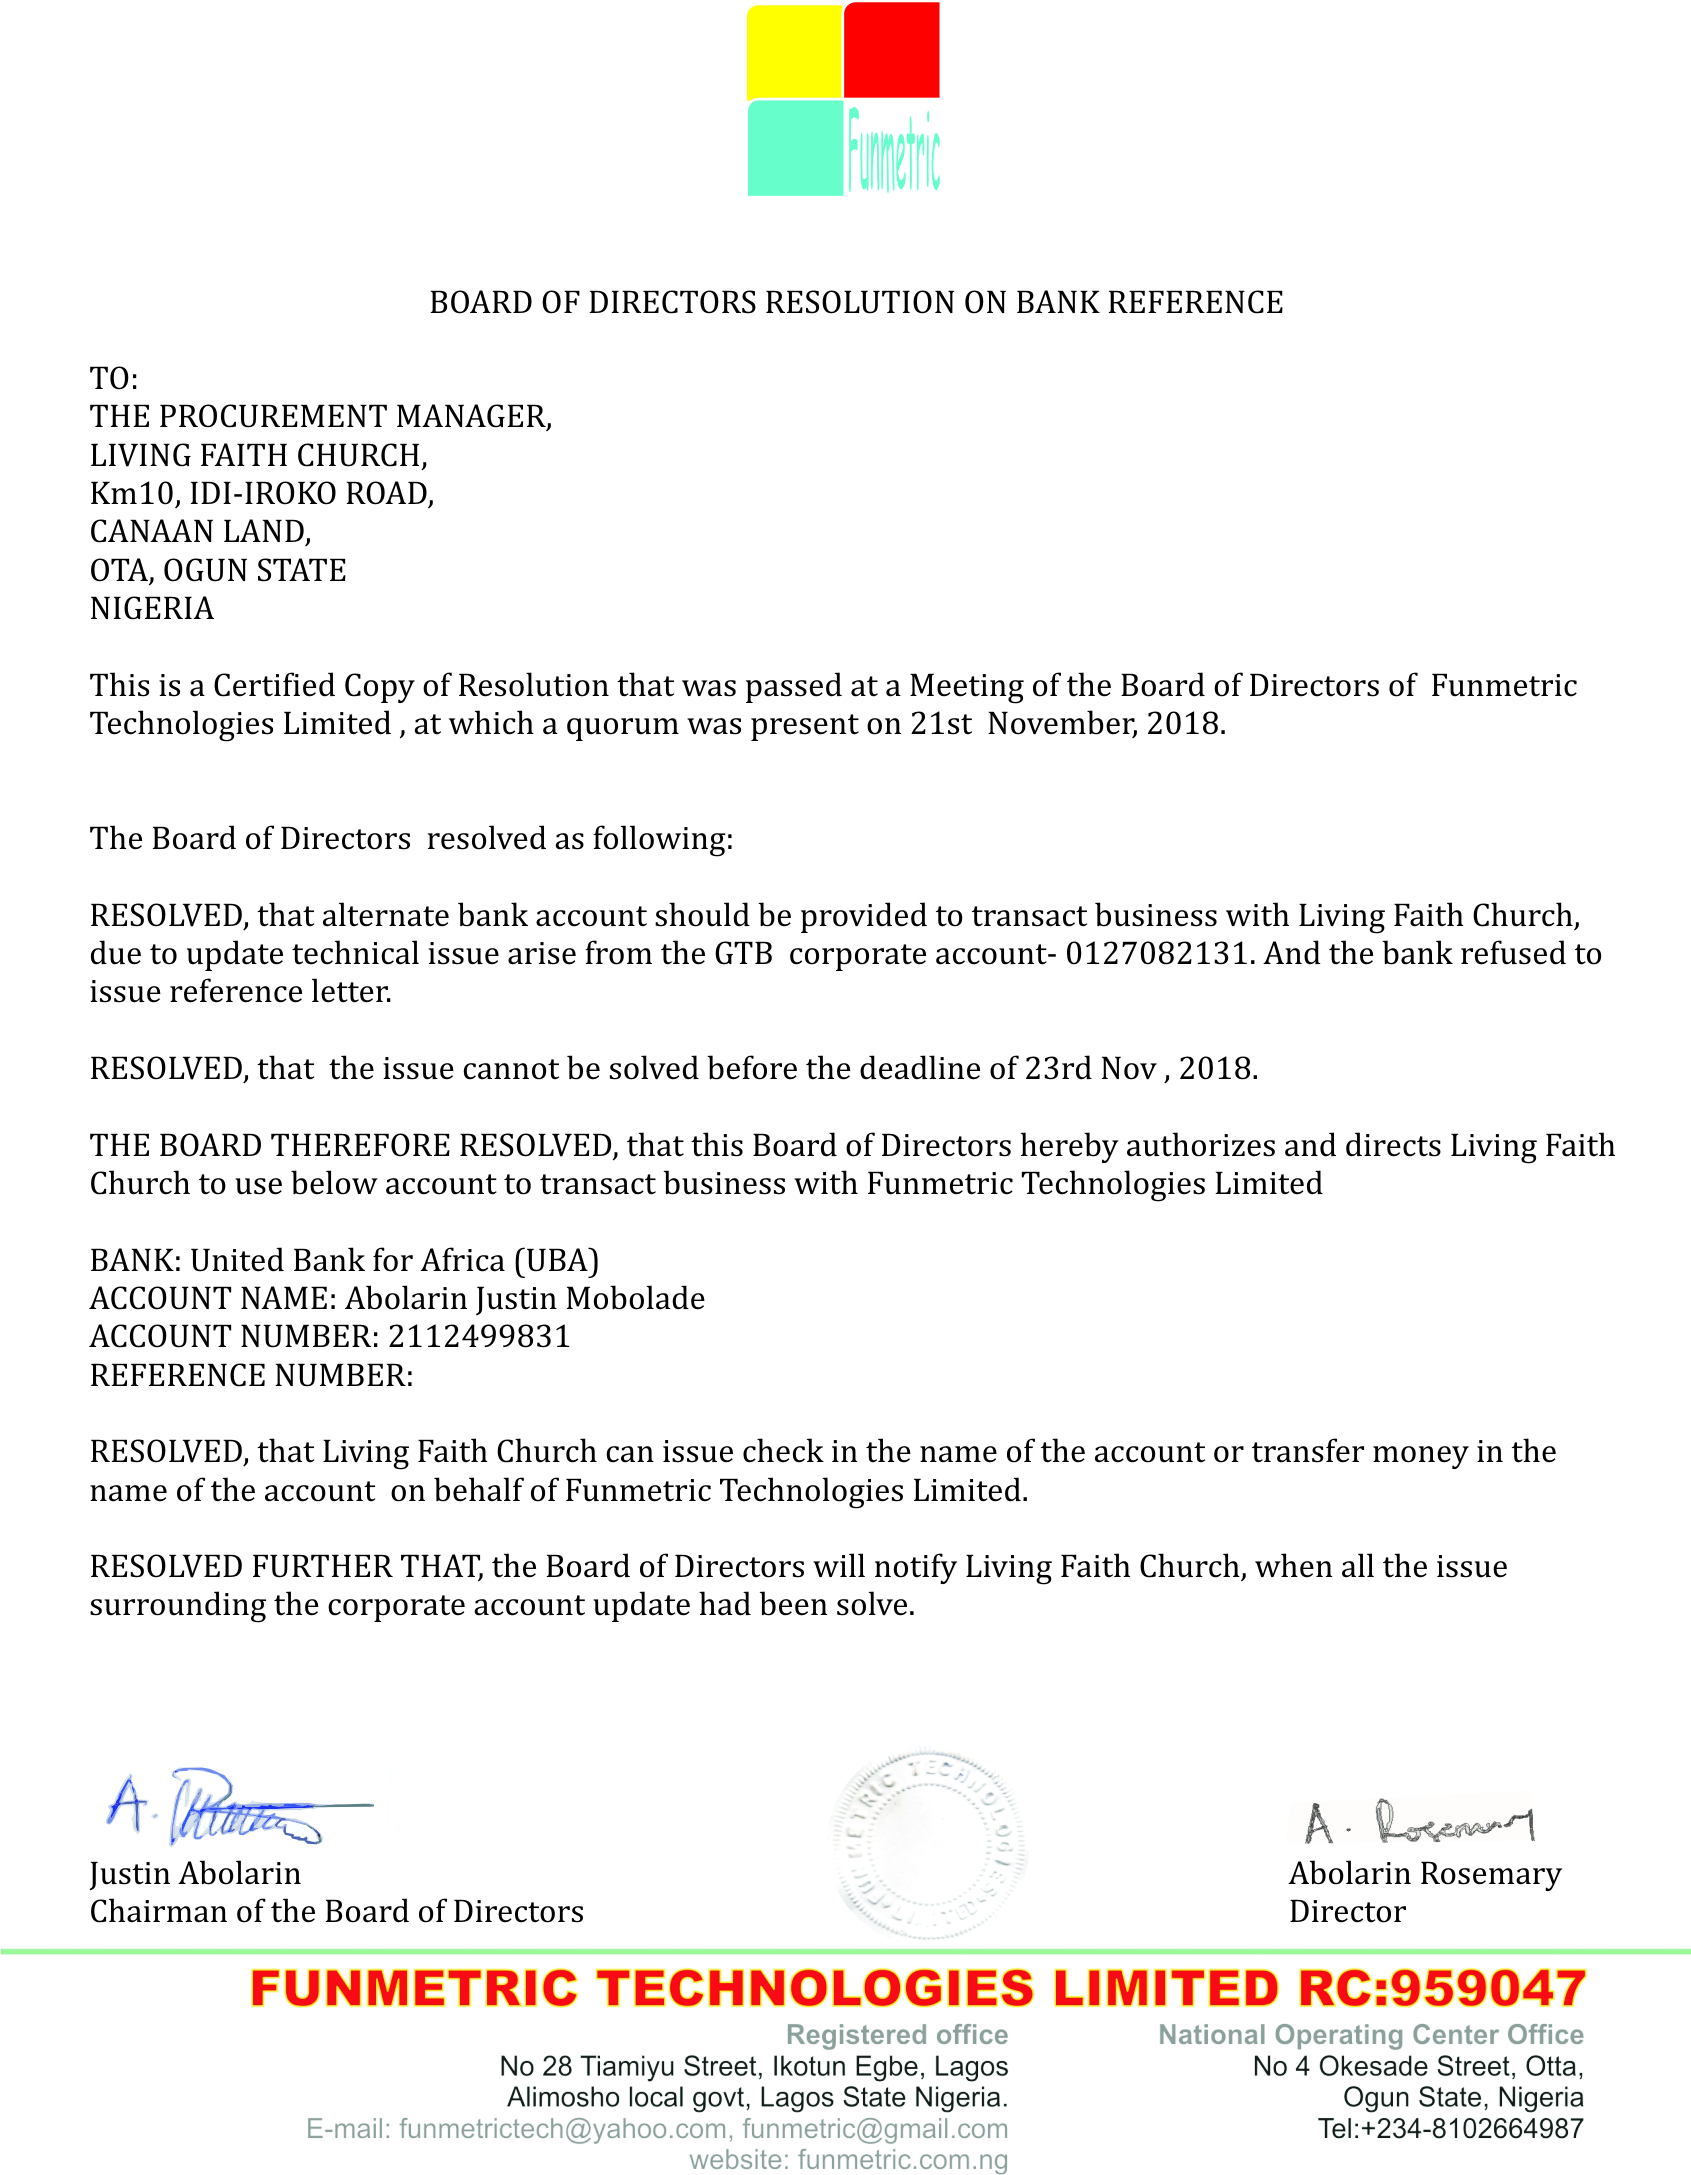 Funmetric
BOARD OF DIRECTORS RESOLUTION ON BANK REFERENCE
TO:
THE PROCUREMENT MANAGER,
LIVING FAITH CHURCH,
Km10, IDI-IROKO ROAD,
CANAAN LAND,
OTA, OGUN STATE
NIGERIA
This is a Certified Copy of Resolution that was passed at a Meeting of the Board of Directors of Funmetric
Technologies Limited , at which a quorum was present on 21st November, 2018.
The Board of Directors resolved as following:
RESOLVED, that alternate bank account should be provided to transact business with Living Faith Church,
due to update technical issue arise from the GTB corporate account- 0127082131. And the bank refused to
issue reference letter.
RESOLVED, that the issue cannot be solved before the deadline of 23rd Nov , 2018.
THE BOARD THEREFORE RESOLVED, that this Board of Directors hereby authorizes and directs Living Faith
Church to use below account to transact business with Funmetric Technologies Limited
BANK: United Bank for Africa (UBA)
ACCOUNT NAME: Abolarin Justin Mobolade
ACCOUNT NUMBER: 2112499831
REFERENCE NUMBER:
RESOLVED, that Living Faith Church can issue check in the name of the account or transfer money in the
name of the account on behalf of Funmetric Technologies Limited.
RESOLVED FURTHER THAT, the Board of Directors will notify Living Faith Church, when all the issue
surrounding the corporate account update had been solve.
A.
FUNMETRIC TECHNOLOGIES LIMITED
A. Rosemary
Justin Abolarin
Chairman of the Board of Directors
Abolarin Rosemary
Director
FUNMETRIC TECHNOLOGIES LIMITED RC:959047
Registered office
No 28 Tiamiyu Street, Ikotun Egbe, Lagos
Alimosho local govt, Lagos State Nigeria.
E-mail: funmetrictech@yahoo.com, funmetric@gmail.com
website: funmetric.com.ng
National Operating Center Office
No 4 Okesade Street, Otta,
Ogun State, Nigeria
Tel:+234-8102664987